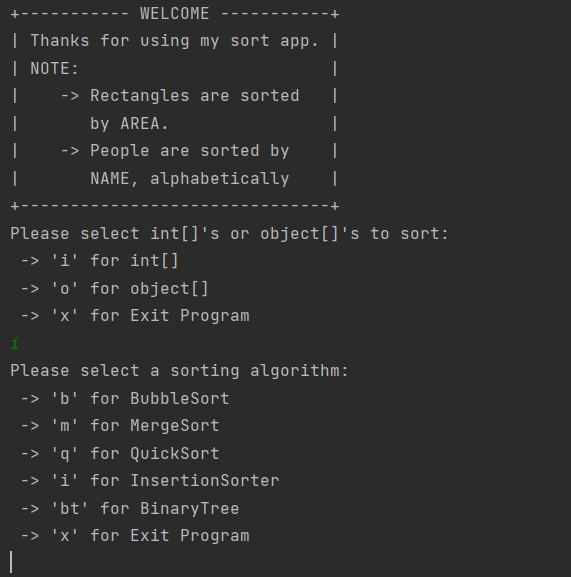 +----------- WELCOME -----------+
| Thanks for using my sort app. |
| NOTE:                         |
|    -> Rectangles are sorted   |
|       by AREA.                |
|    -> People are sorted by    |
|       NAME, alphabetically    |
+-------------------------------+
Please select int[]'s or object[]'s to sort:
 -> 'i' for int[]
 -> 'o' for object[]
 -> 'x' for Exit Program
i
Please select a sorting algorithm:
 -> 'b' for BubbleSort
 -> 'm' for MergeSort
 -> 'q' for QuickSort
 -> 'i' for InsertionSorter
 -> 'bt' for BinaryTree
 -> 'x' for Exit Program